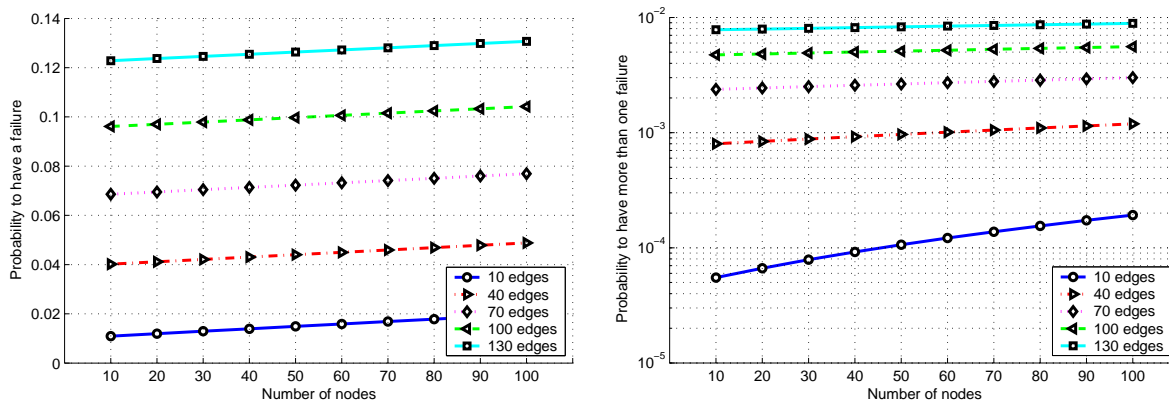 Probability to have a failure
0.14
0.12
0.1
0.08
0.06
0.04
0.02
0
10 20 30 40 50 60 70 80 90 100
Number of nodes
10 edges
40 edges
70 edges
100 edges
130 edges
Probability to have more than one failure
10⁻²
10⁻³
10⁻⁴
10⁻⁵
10 20 30 40 50 60 70 80 90 100
Number of nodes
10 edges
40 edges
70 edges
100 edges
130 edges